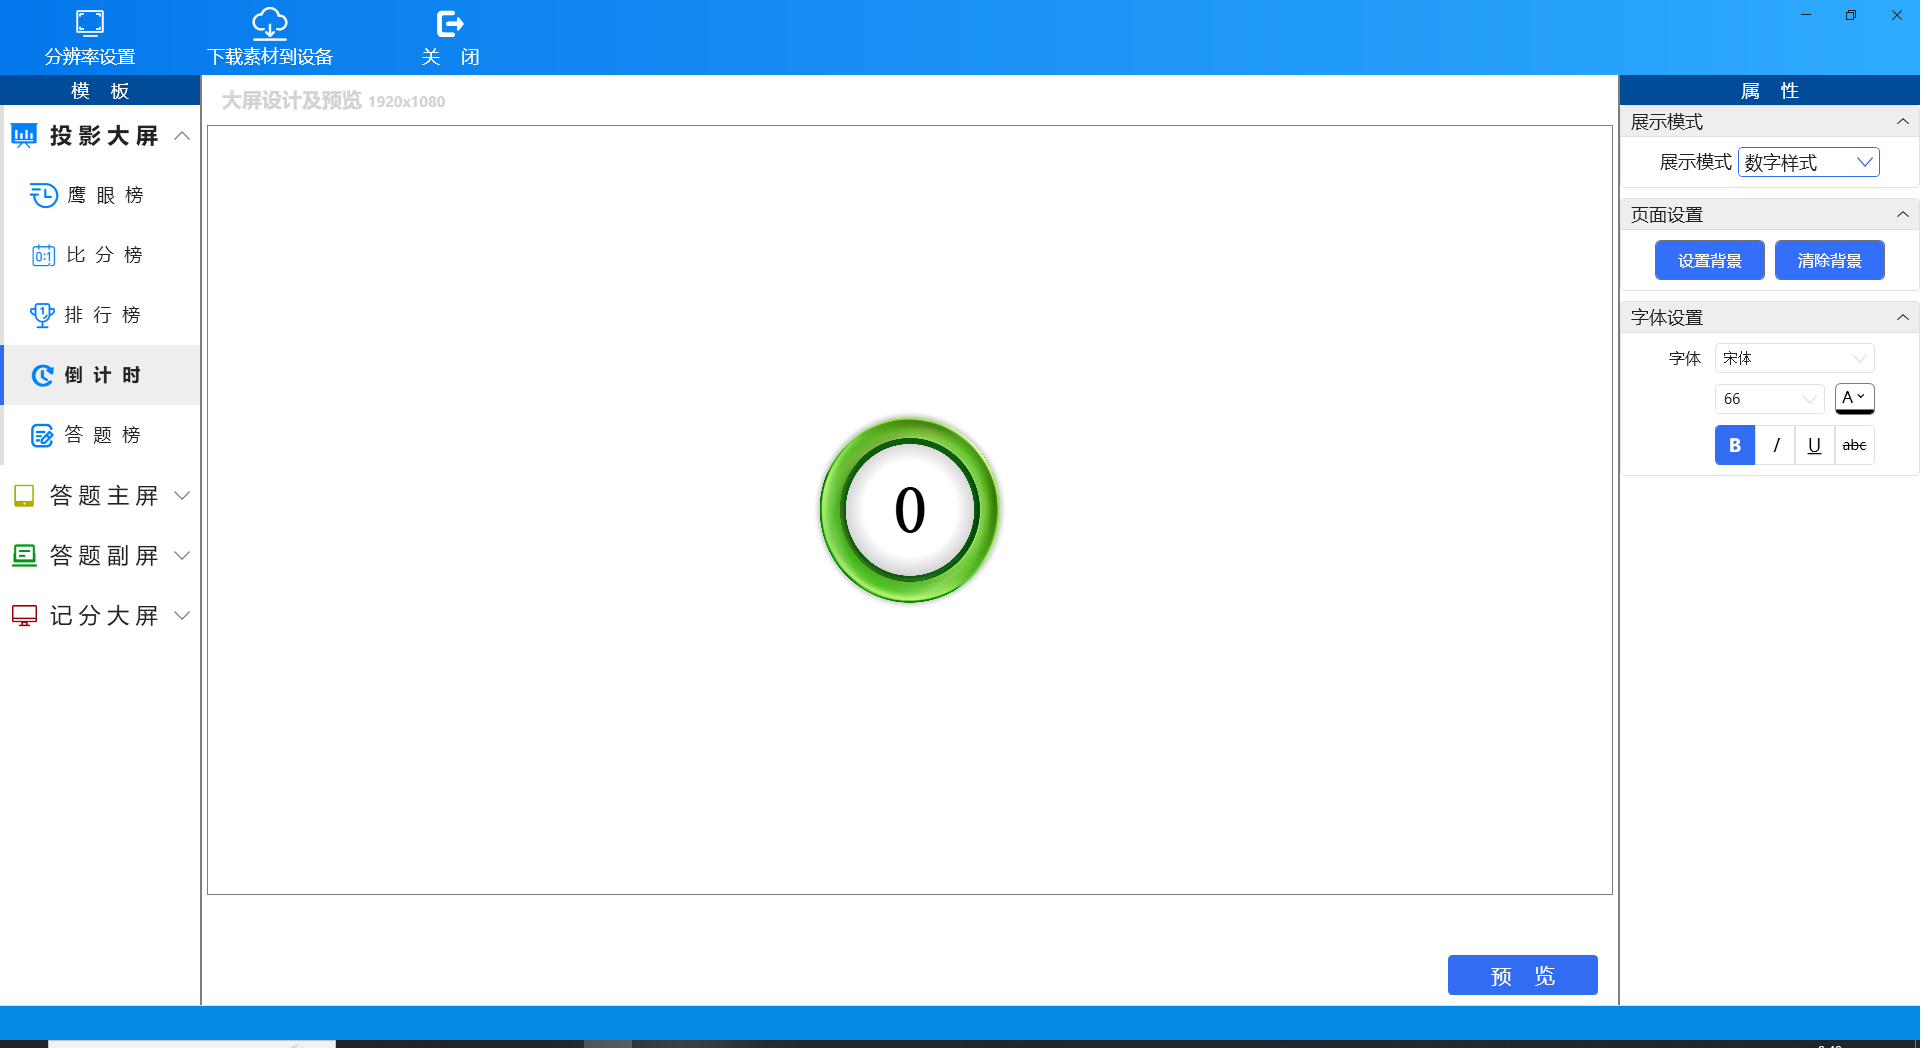 分辨率设置
下载素材到设备
关 闭
模 板
投影大屏
鹰眼榜
0:1
比分榜
1
排行榜
倒计时
答题榜
答题主屏
答题副屏
记分大屏
大屏设计及预览 1920x1080
0
预 览
属 性
展示模式
展示模式 数字样式
页面设置
设置背景 清除背景
字体设置
字体 宋体
66 A
B / U abc